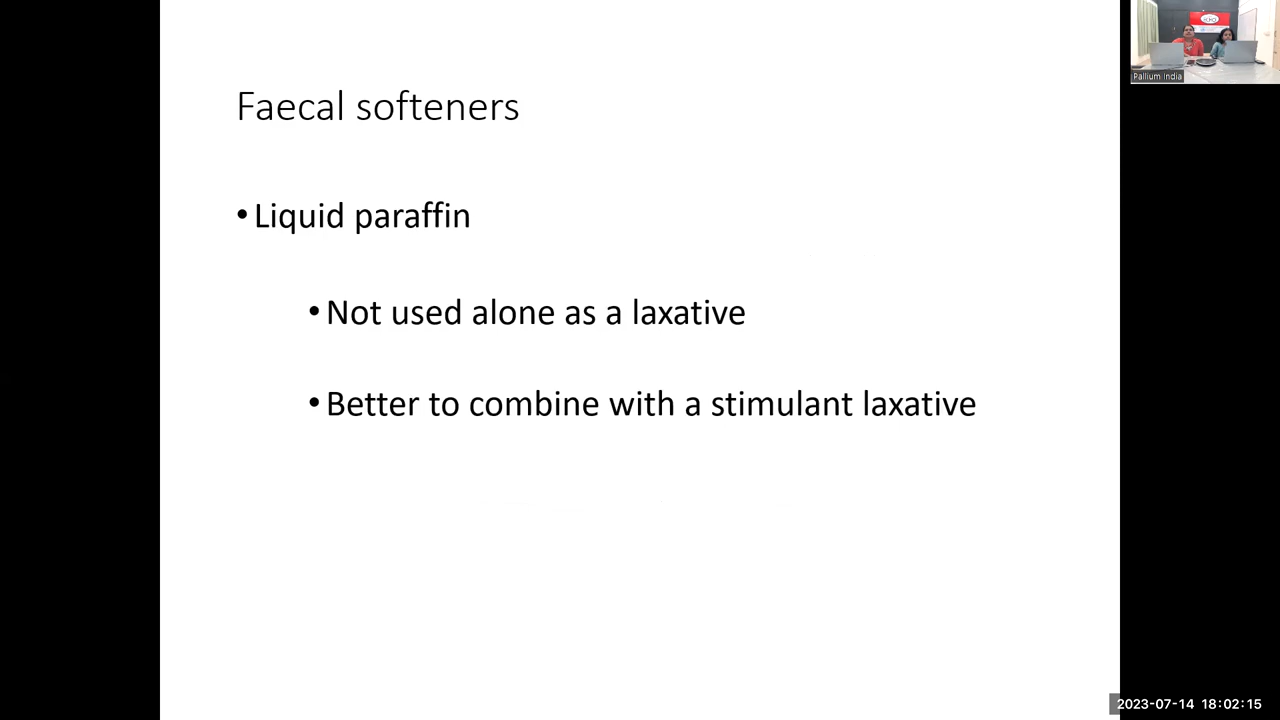 Faecal softeners
• Liquid paraffin
• Not used alone as a laxative
• Better to combine with a stimulant laxative
Pallium India
2023-07-14 18:02:15